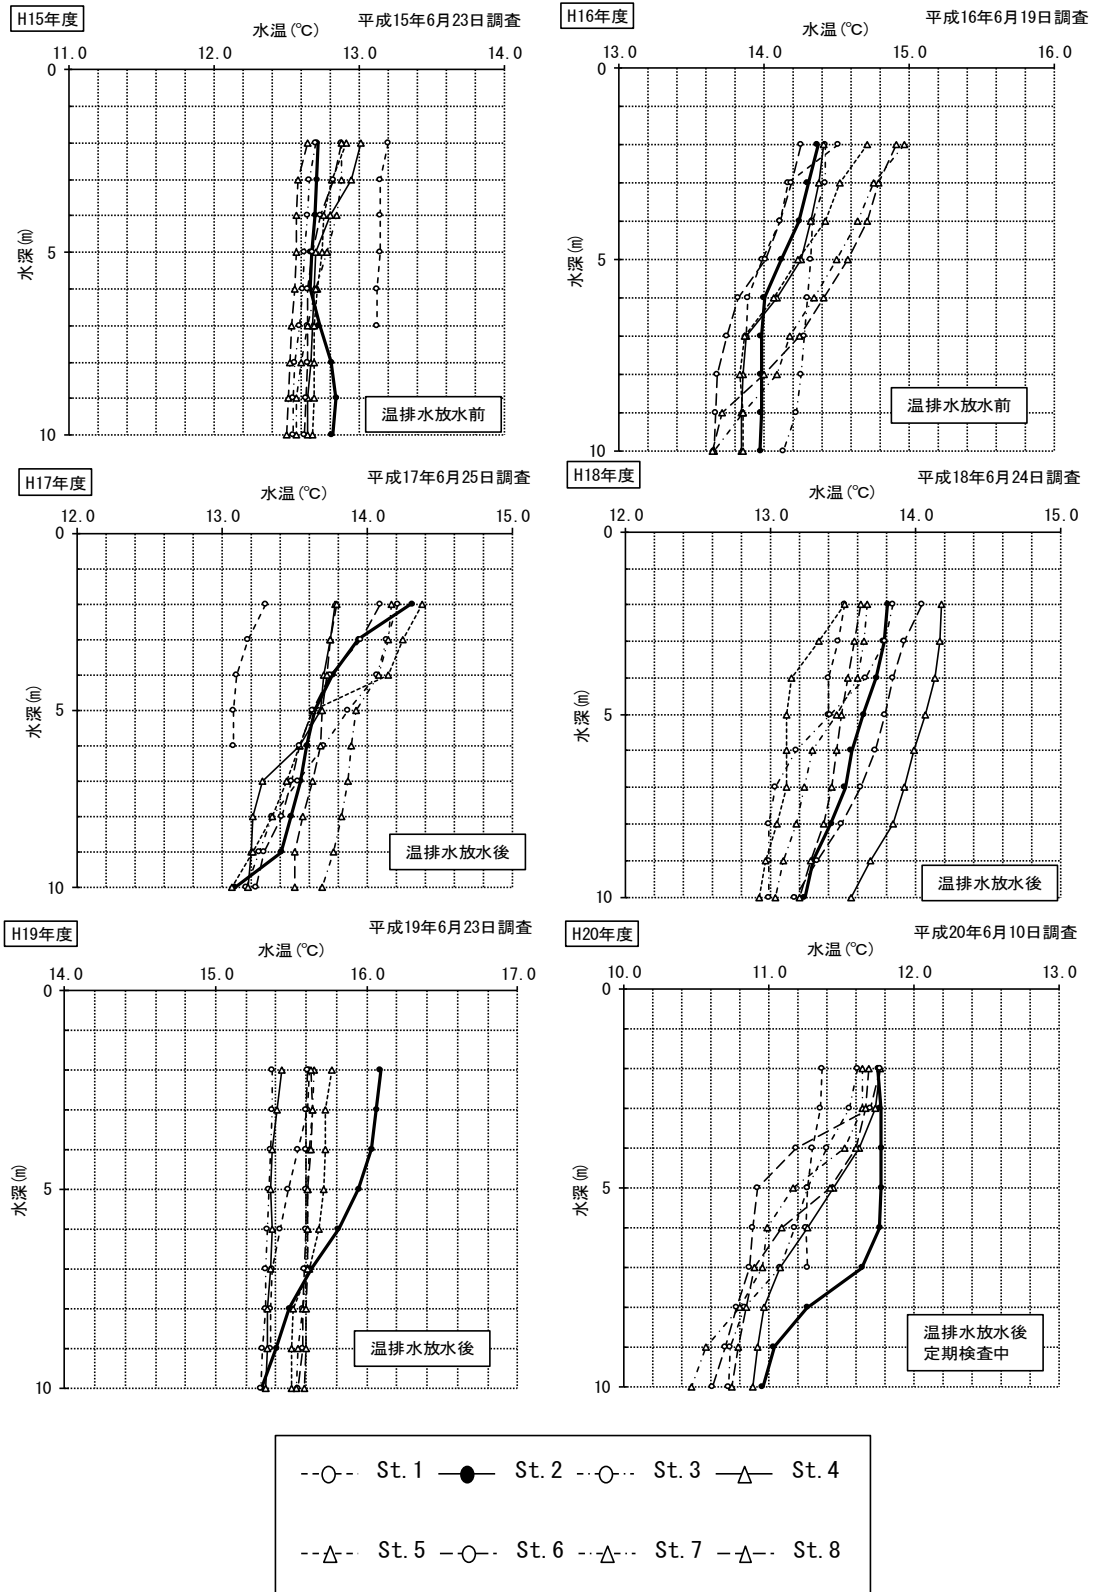 H15年度
平成15年6月23日調査
水温(℃)
11.0 12.0 13.0 14.0
0
5
10
水深(m)
温排水放水前
H16年度
平成16年6月19日調査
水温(℃)
13.0 14.0 15.0 16.0
0
5
10
水深(m)
温排水放水前
H17年度
平成17年6月25日調査
水温(℃)
12.0 13.0 14.0 15.0
0
5
10
水深(m)
温排水放水後
H18年度
平成18年6月24日調査
水温(℃)
12.0 13.0 14.0 15.0
0
5
10
水深(m)
温排水放水後
H19年度
平成19年6月23日調査
水温(℃)
14.0 15.0 16.0 17.0
0
5
10
水深(m)
温排水放水後
H20年度
平成20年6月10日調査
水温(℃)
10.0 11.0 12.0 13.0
0
5
10
水深(m)
温排水放水後
定期検査中
St.1 St.2 St.3 St.4
St.5 St.6 St.7 St.8